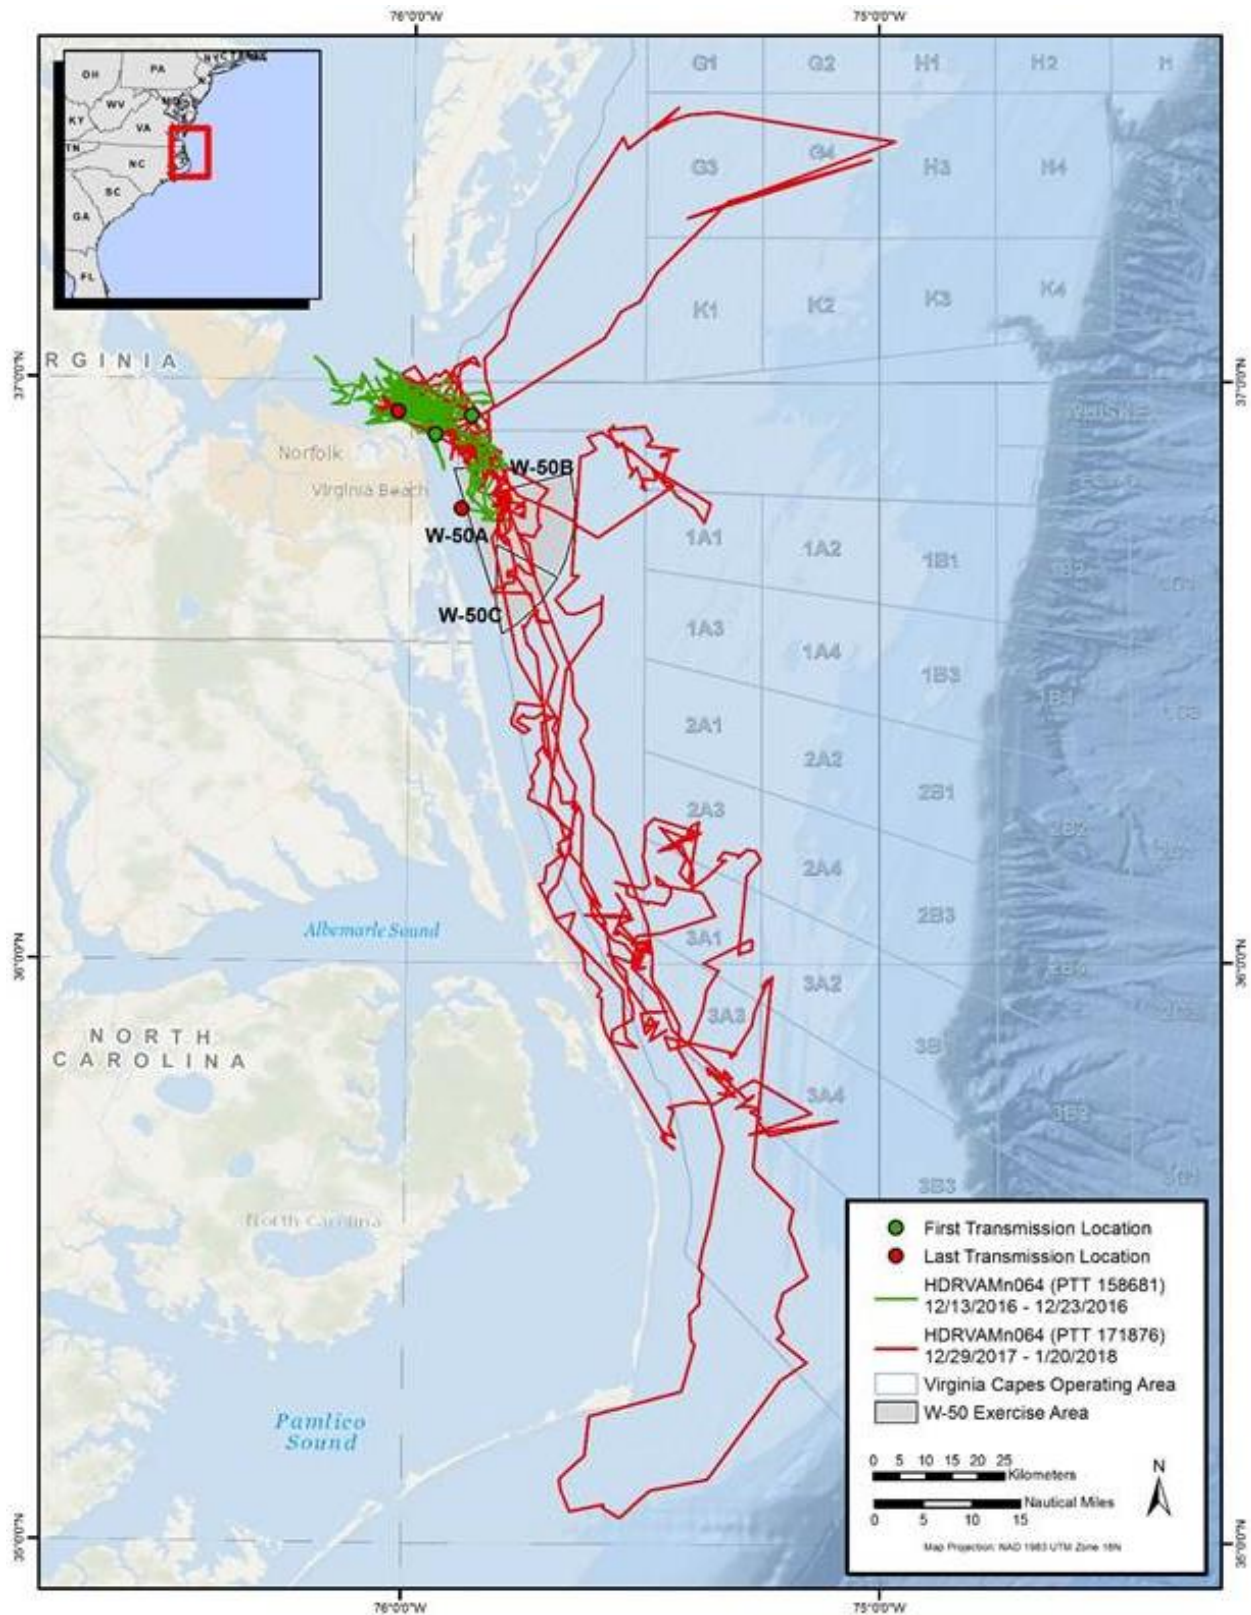 76°0'0"W
75°0'0"W
OH
PA
WV
KY
VA
TN
NC
SC
GA
FL
G1
G2
H1
H2
H
G3
G4
H3
H4
K1
K2
K3
K4
37°0'0"N
RGINIA
37°0'0"N
Norfolk
Virginia Beach
W-50B
W-50A
W-50C
1A1
1A2
1B1
1B2
1A3
1A4
1B3
1B4
2A1
2A2
2B1
2A3
2B2
2A4
2B3
Albemarle Sound
3A1
36°0'0"N
2B4
36°0'0"N
3A2
3A3
NORTH
CAROLINA
3A4
3B3
North Carolina
Pamlico
Sound
First Transmission Location
Last Transmission Location
HDRVAMn064 (PTT 158681)
12/13/2016 - 12/23/2016
HDRVAMn064 (PTT 171876)
12/29/2017 - 1/20/2018
Virginia Capes Operating Area
W-50 Exercise Area
0 5 10 15 20 25
Kilometers
Nautical Miles
0 5 10 15
N
Map Projection: NAD 1983 UTM Zone 18N
35°0'0"N
35°0'0"N
76°0'0"W
75°0'0"W